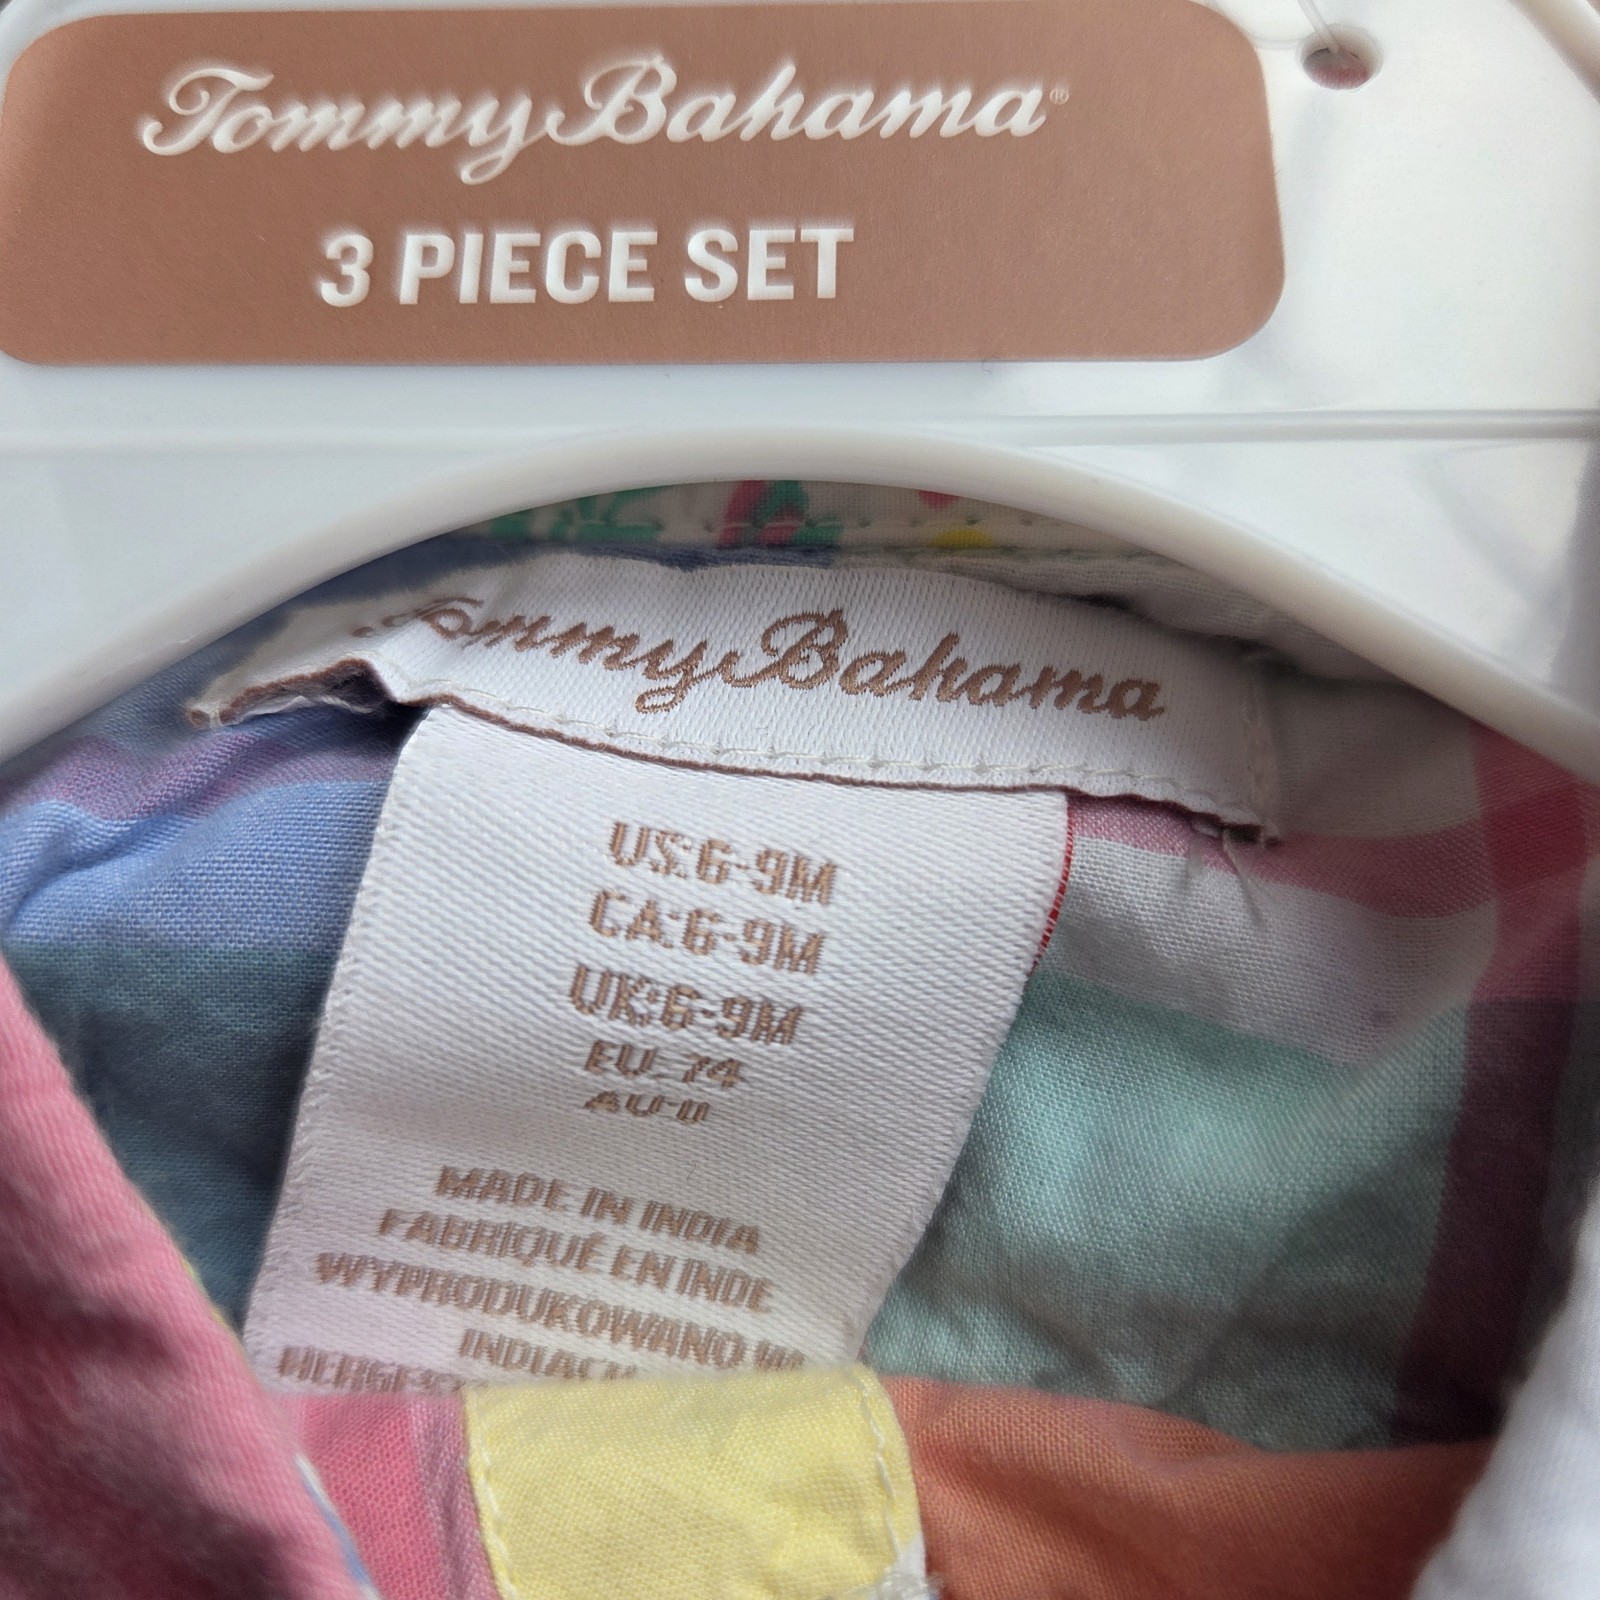 Tommy Bahama®
3 PIECE SET
Tommy Bahama
US:6-9M
CA:6-9M
UK:6-9M
EU: 74
MADE IN INDIA
FABRIQUÉ EN INDE
WYPRODUKOWANO W
INDIACH